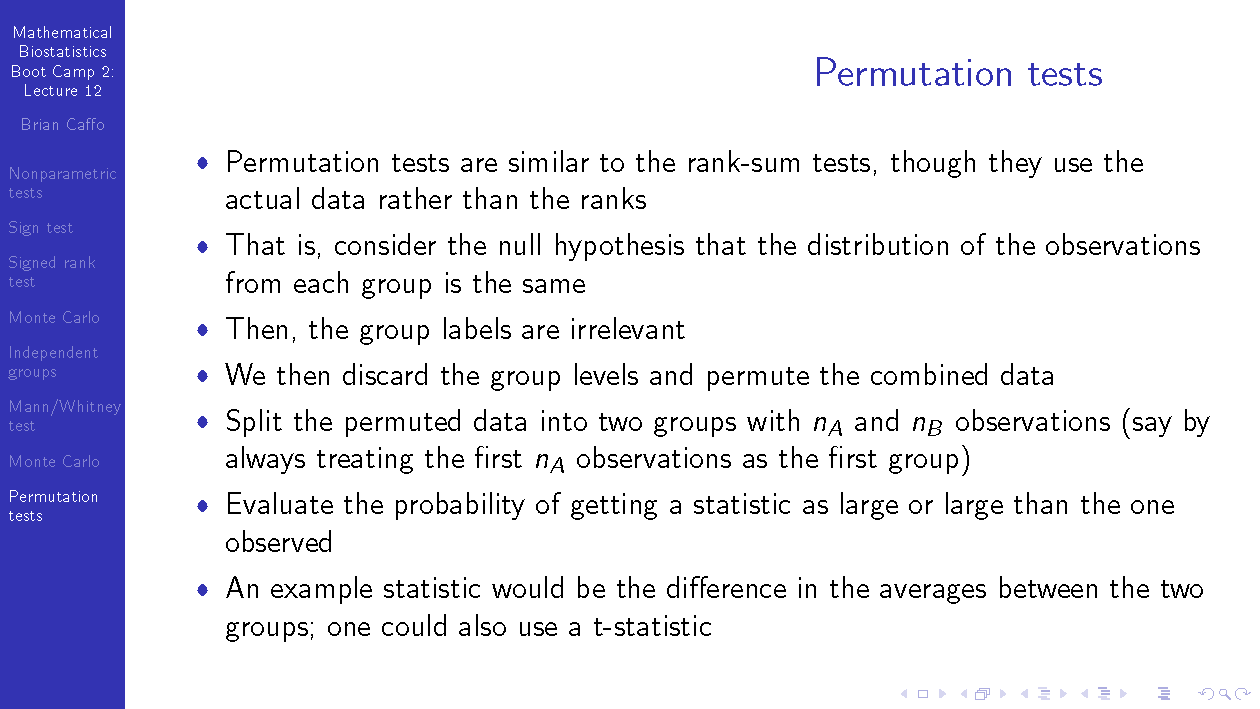 Mathematical
Biostatistics
Boot Camp 2:
Lecture 12
Brian Caffo
Nonparametric
tests
Sign test
Signed rank
test
Monte Carlo
Independent
groups
Mann/Whitney
test
Monte Carlo
Permutation
tests
Permutation tests
• Permutation tests are similar to the rank-sum tests, though they use the
actual data rather than the ranks
• That is, consider the null hypothesis that the distribution of the observations
from each group is the same
• Then, the group labels are irrelevant
• We then discard the group levels and permute the combined data
• Split the permuted data into two groups with n_A and n_B observations (say by
always treating the first n_A observations as the first group)
• Evaluate the probability of getting a statistic as large or large than the one
observed
• An example statistic would be the difference in the averages between the two
groups; one could also use a t-statistic